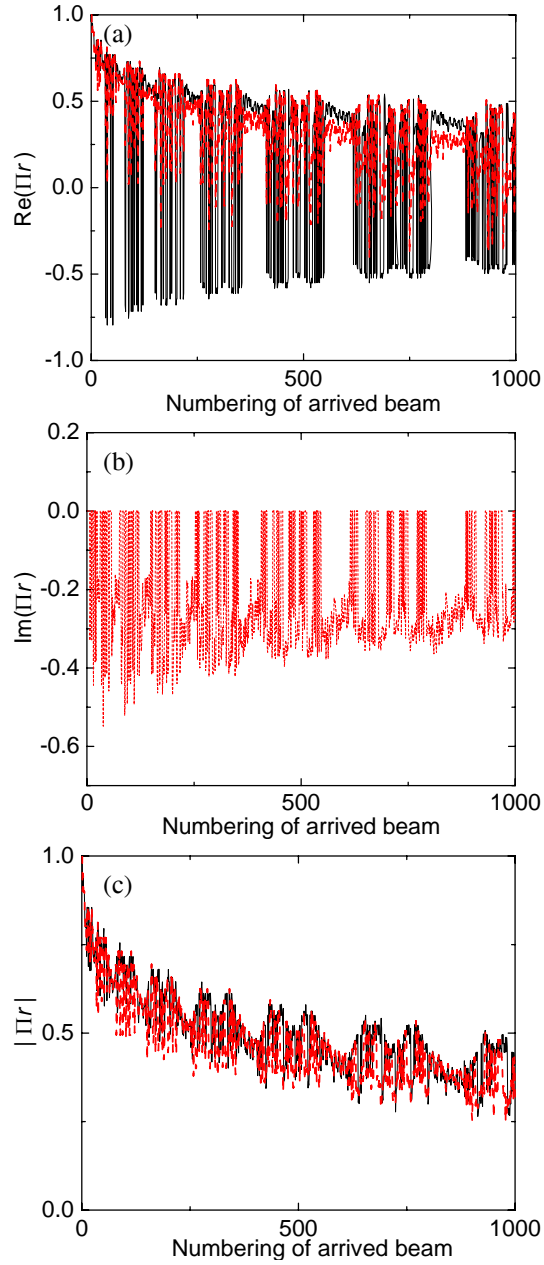 (a)
1.0
0.5
0.0
-0.5
-1.0
Re(Πr)
0 500 1000
Numbering of arrived beam
(b)
0.2
0.0
-0.2
-0.4
-0.6
Im(Πr)
0 500 1000
Numbering of arrived beam
(c)
1.0
0.5
0.0
|Πr|
0 500 1000
Numbering of arrived beam